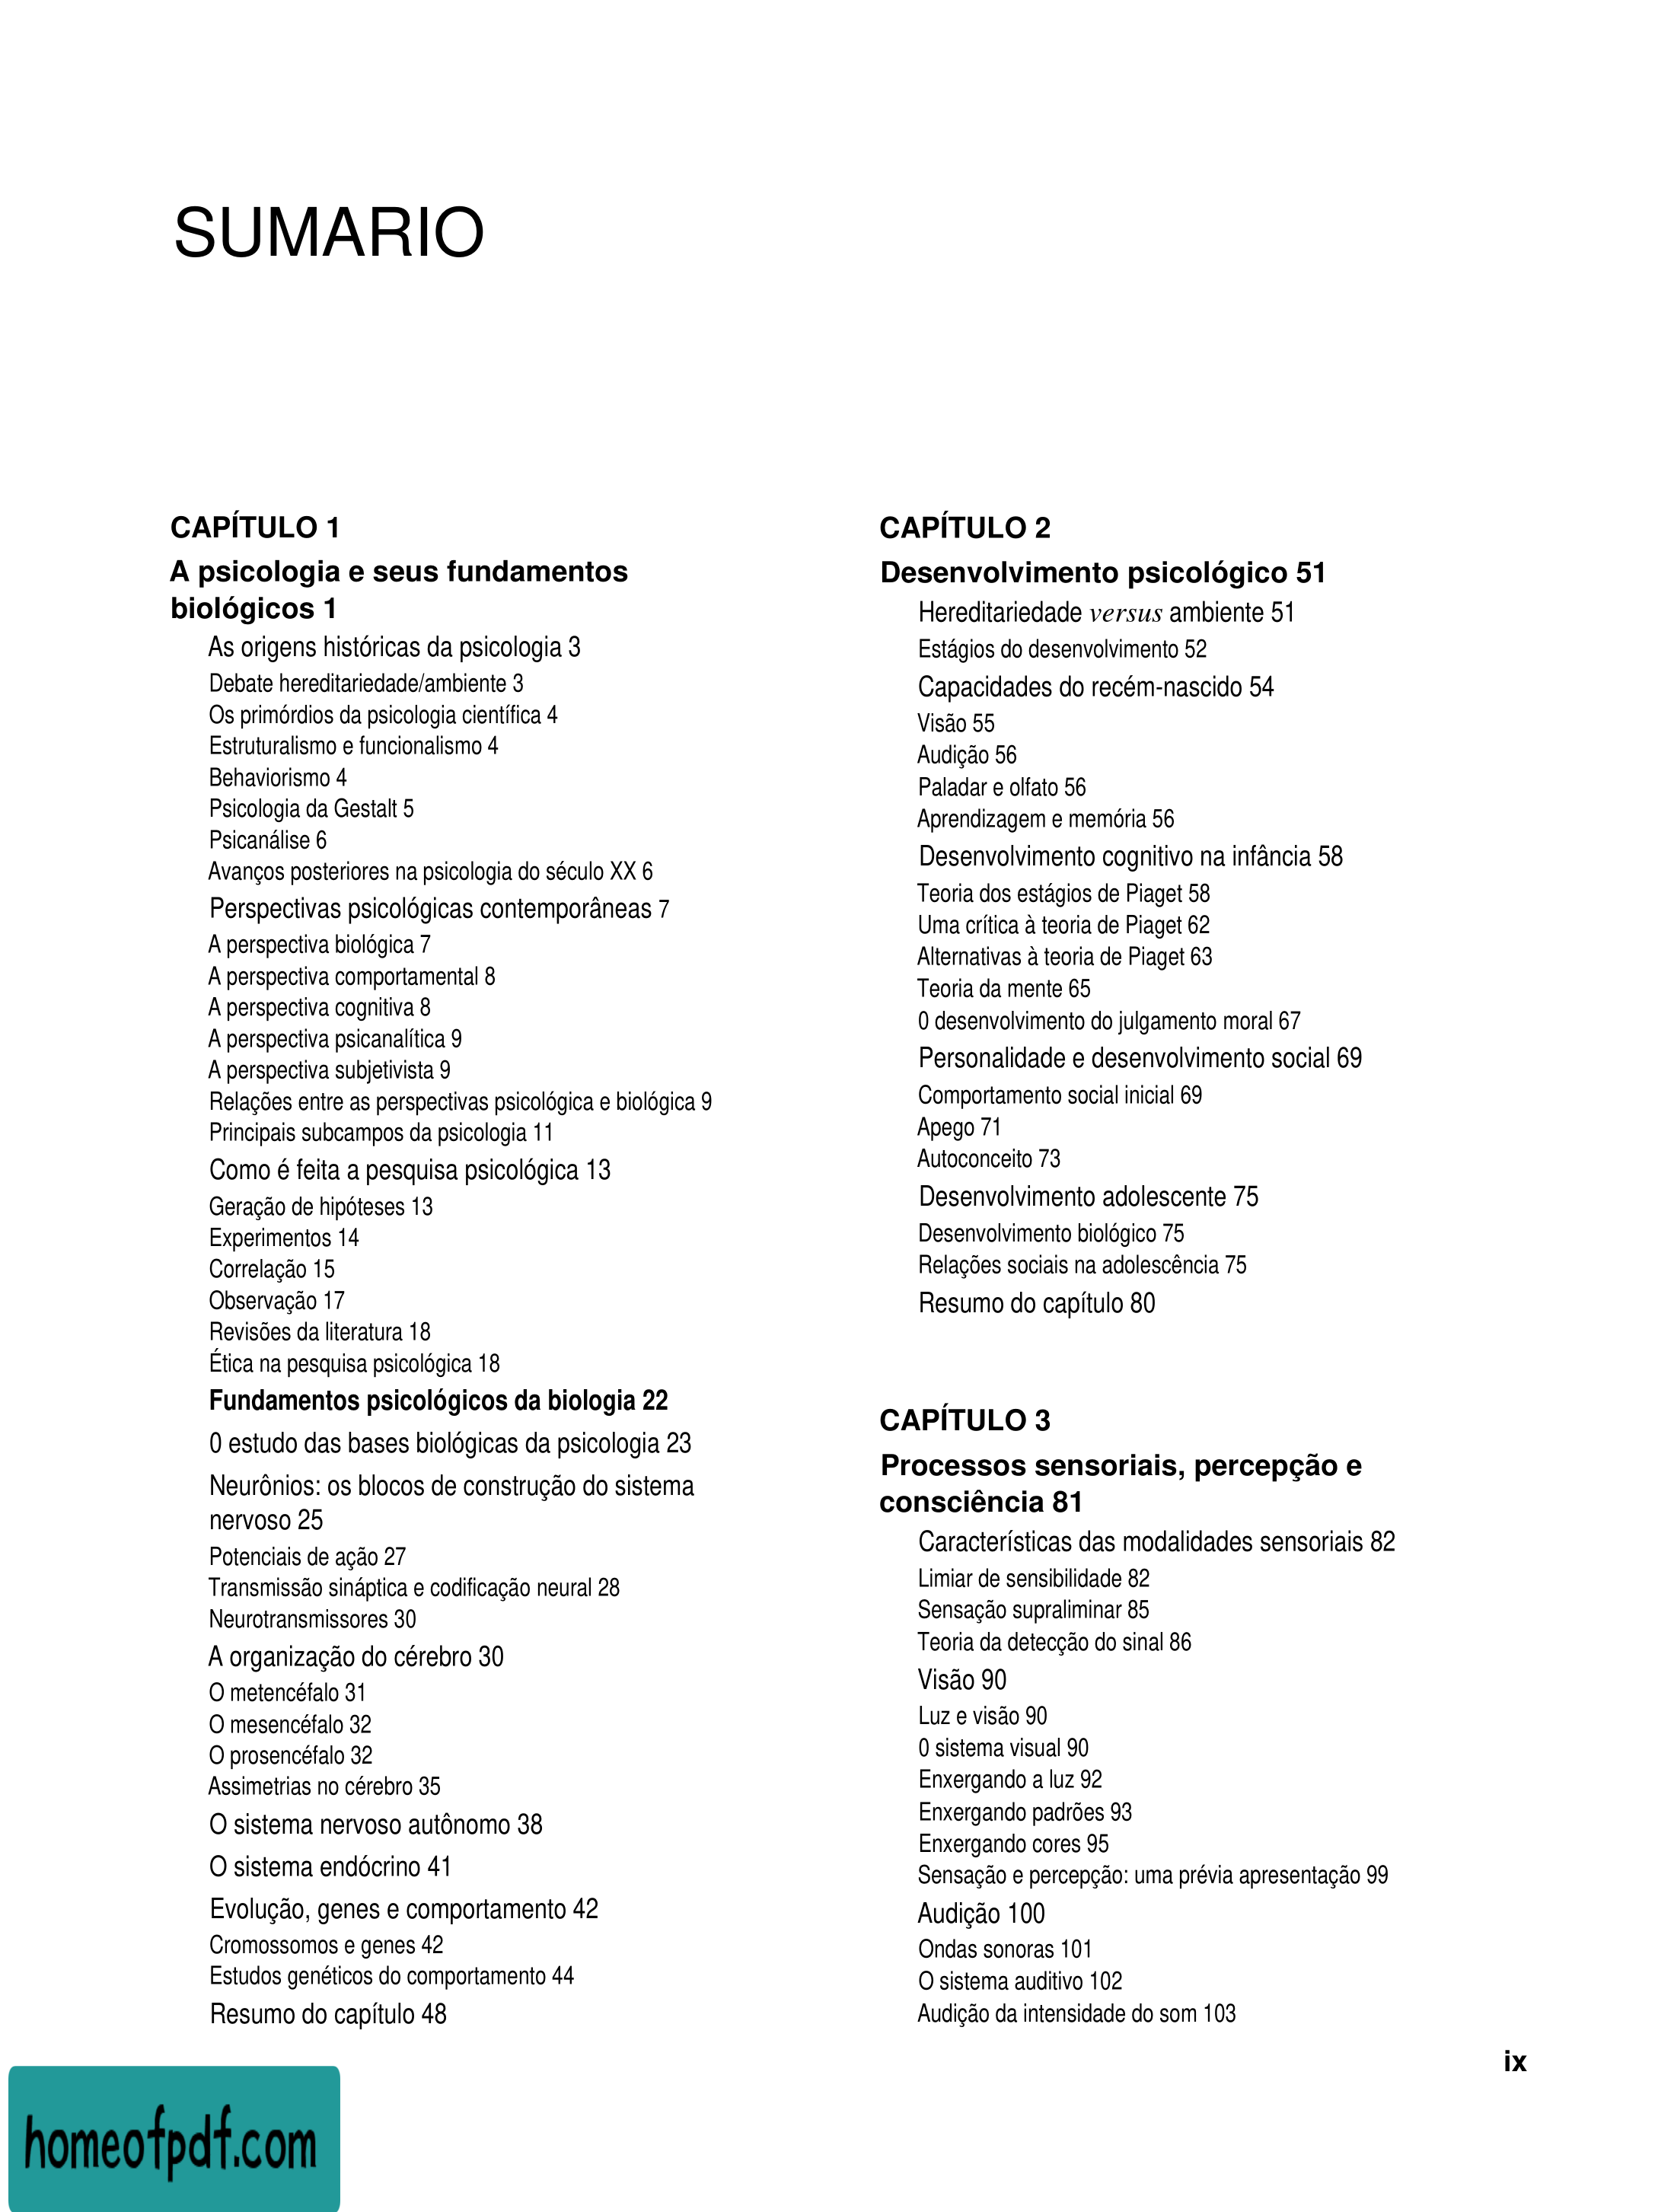 SUMARIO
CAPÍTULO 1
A psicologia e seus fundamentos
biológicos 1
As origens históricas da psicologia 3
Debate hereditariedade/ambiente 3
Os primórdios da psicologia científica 4
Estruturalismo e funcionalismo 4
Behaviorismo 4
Psicologia da Gestalt 5
Psicanálise 6
Avanços posteriores na psicologia do século XX 6
Perspectivas psicológicas contemporâneas 7
A perspectiva biológica 7
A perspectiva comportamental 8
A perspectiva cognitiva 8
A perspectiva psicanalítica 9
A perspectiva subjetivista 9
Relações entre as perspectivas psicológica e biológica 9
Principais subcampos da psicologia 11
Como é feita a pesquisa psicológica 13
Geração de hipóteses 13
Experimentos 14
Correlação 15
Observação 17
Revisões da literatura 18
Ética na pesquisa psicológica 18
Fundamentos psicológicos da biologia 22
0 estudo das bases biológicas da psicologia 23
Neurônios: os blocos de construção do sistema
nervoso 25
Potenciais de ação 27
Transmissão sináptica e codificação neural 28
Neurotransmissores 30
A organização do cérebro 30
O metencéfalo 31
O mesencéfalo 32
O prosencéfalo 32
Assimetrias no cérebro 35
O sistema nervoso autônomo 38
O sistema endócrino 41
Evolução, genes e comportamento 42
Cromossomos e genes 42
Estudos genéticos do comportamento 44
Resumo do capítulo 48
CAPÍTULO 2
Desenvolvimento psicológico 51
Hereditariedade versus ambiente 51
Estágios do desenvolvimento 52
Capacidades do recém-nascido 54
Visão 55
Audição 56
Paladar e olfato 56
Aprendizagem e memória 56
Desenvolvimento cognitivo na infância 58
Teoria dos estágios de Piaget 58
Uma crítica à teoria de Piaget 62
Alternativas à teoria de Piaget 63
Teoria da mente 65
0 desenvolvimento do julgamento moral 67
Personalidade e desenvolvimento social 69
Comportamento social inicial 69
Apego 71
Autoconceito 73
Desenvolvimento adolescente 75
Desenvolvimento biológico 75
Relações sociais na adolescência 75
Resumo do capítulo 80
CAPÍTULO 3
Processos sensoriais, percepção e
consciência 81
Características das modalidades sensoriais 82
Limiar de sensibilidade 82
Sensação supraliminar 85
Teoria da detecção do sinal 86
Visão 90
Luz e visão 90
0 sistema visual 90
Enxergando a luz 92
Enxergando padrões 93
Enxergando cores 95
Sensação e percepção: uma prévia apresentação 99
Audição 100
Ondas sonoras 101
O sistema auditivo 102
Audição da intensidade do som 103
ix
homeofpdf.com